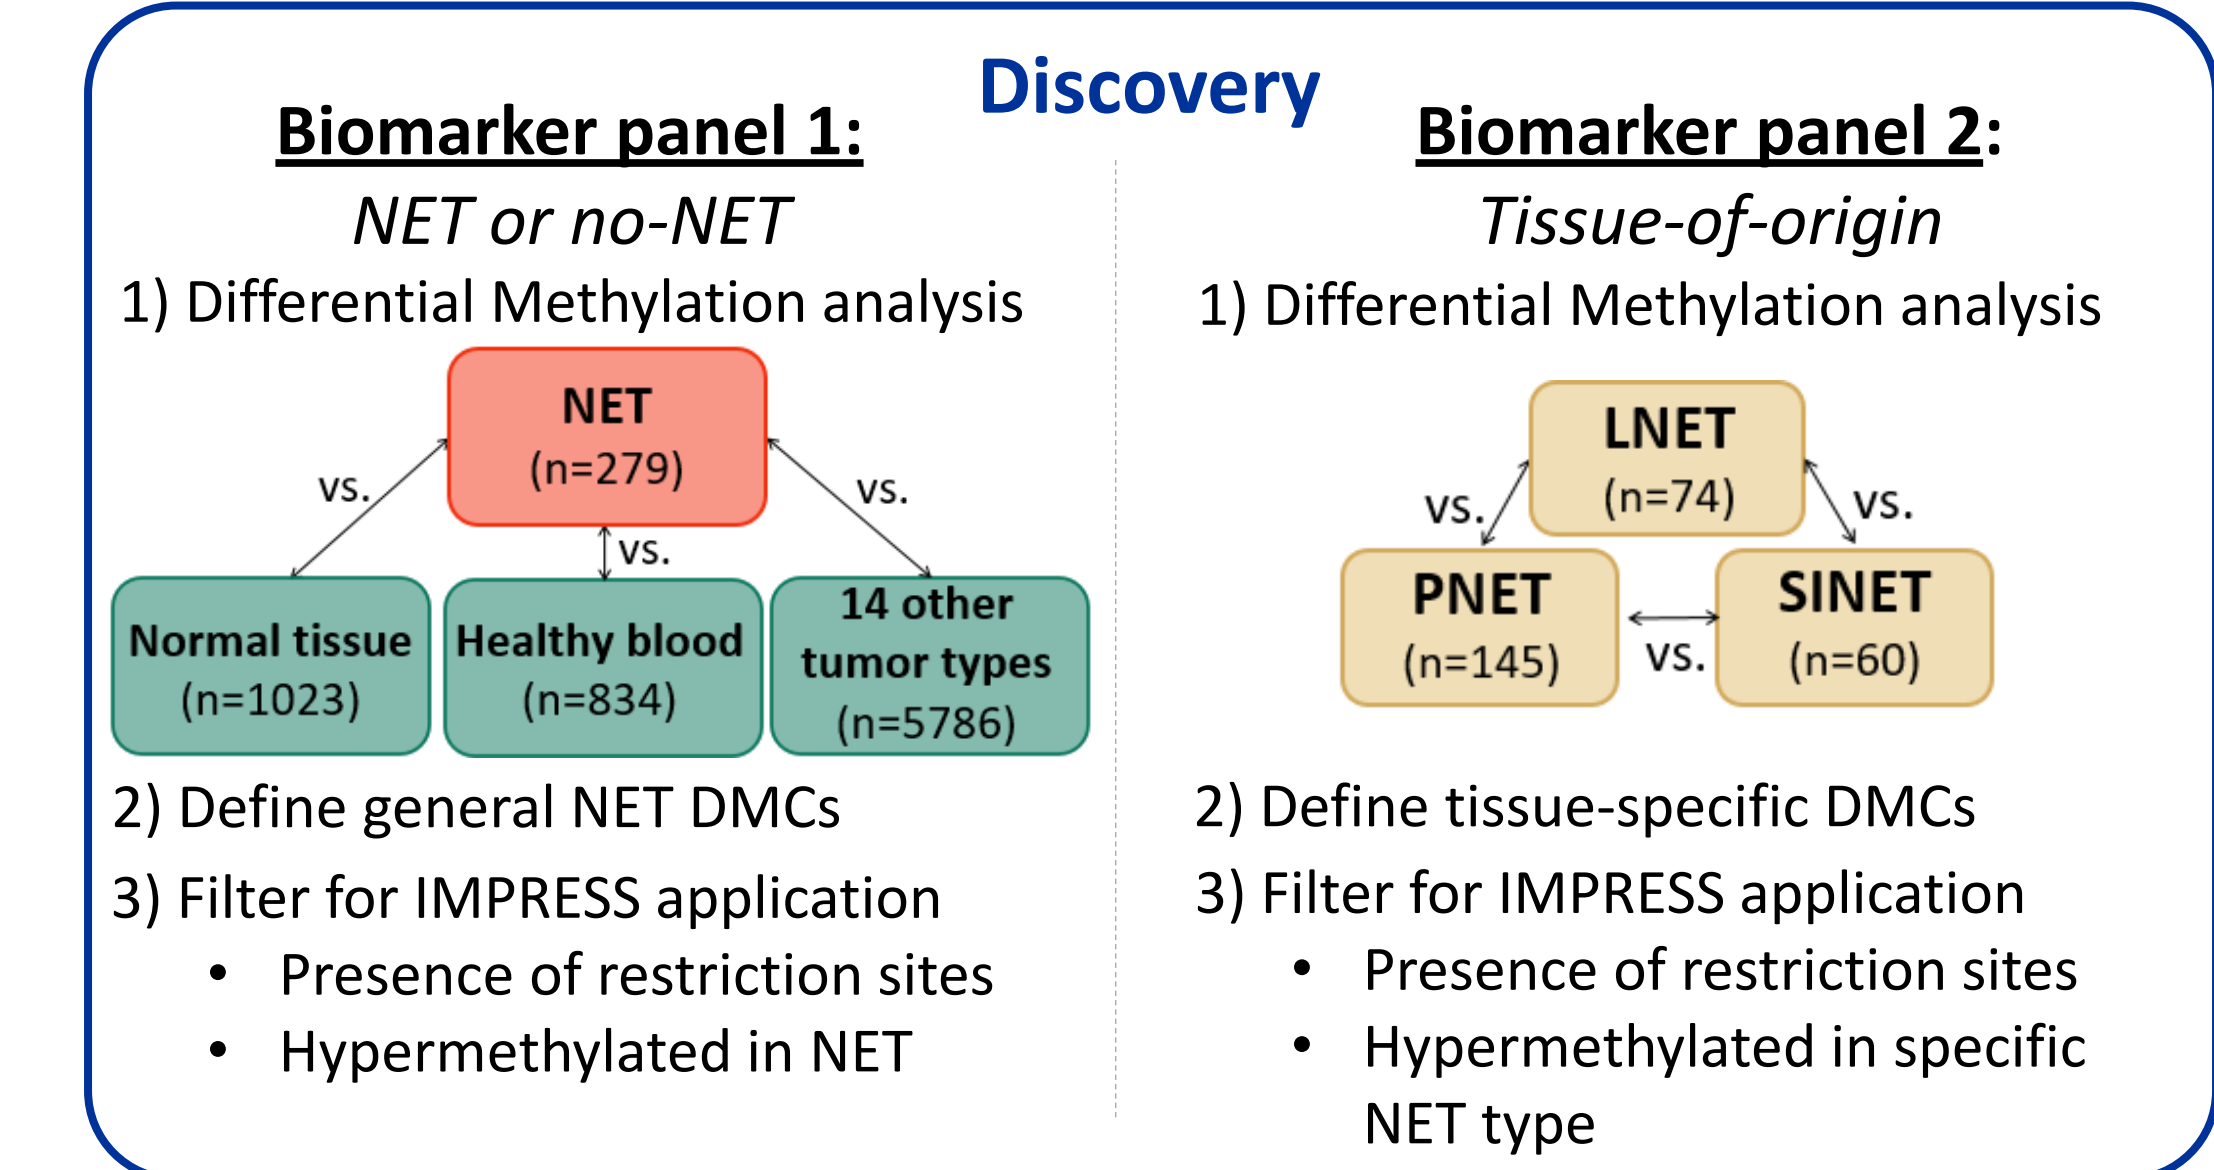 Discovery
Biomarker panel 1:
NET or no-NET
1) Differential Methylation analysis
NET
(n=279)
vs.
vs.
vs.
Normal tissue
(n=1023)
Healthy blood
(n=834)
14 other
tumor types
(n=5786)
2) Define general NET DMCs
3) Filter for IMPRESS application
• Presence of restriction sites
• Hypermethylated in NET
Biomarker panel 2:
Tissue-of-origin
1) Differential Methylation analysis
LNET
(n=74)
vs.
vs.
PNET
(n=145)
vs.
SINET
(n=60)
2) Define tissue-specific DMCs
3) Filter for IMPRESS application
• Presence of restriction sites
• Hypermethylated in specific
NET type